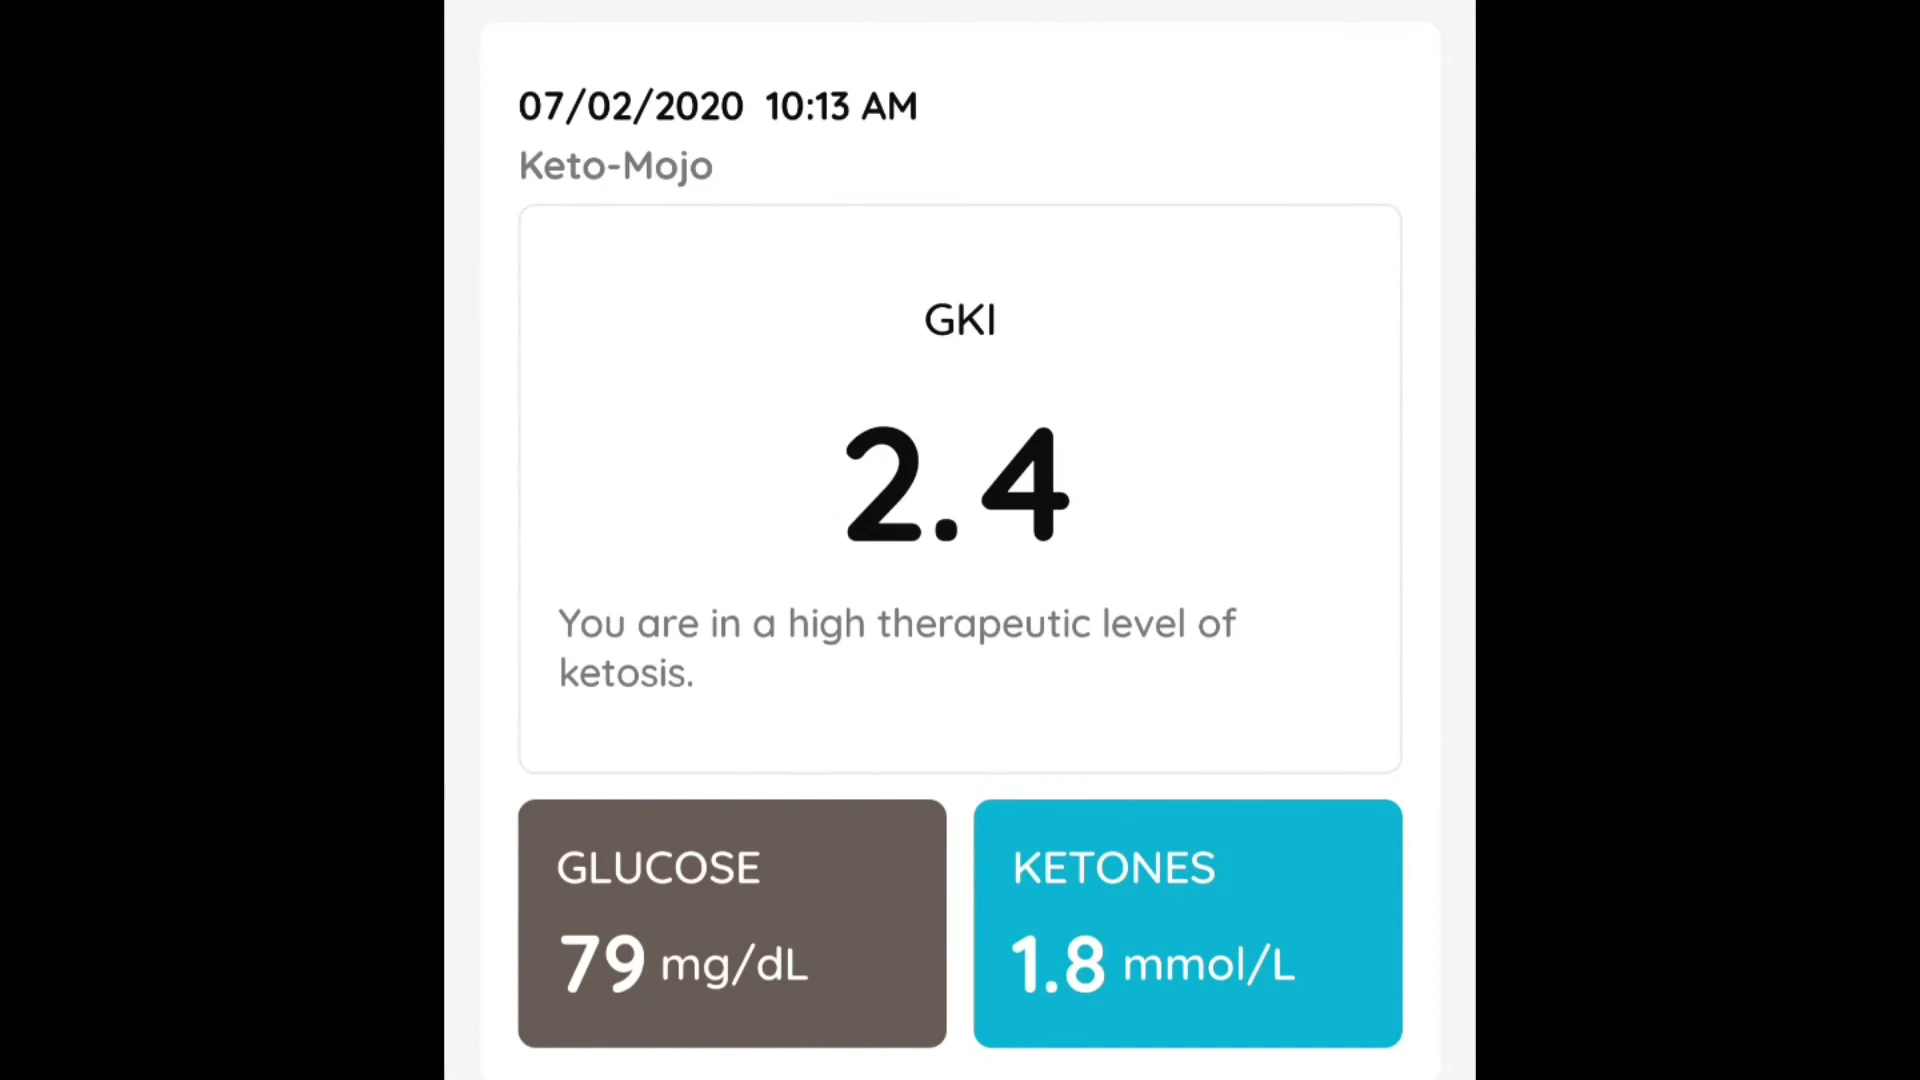 07/02/2020 10:13 AM
Keto-Mojo
GKI
2.4
You are in a high therapeutic level of
ketosis.
GLUCOSE
79 mg/dL
KETONES
1.8 mmol/L